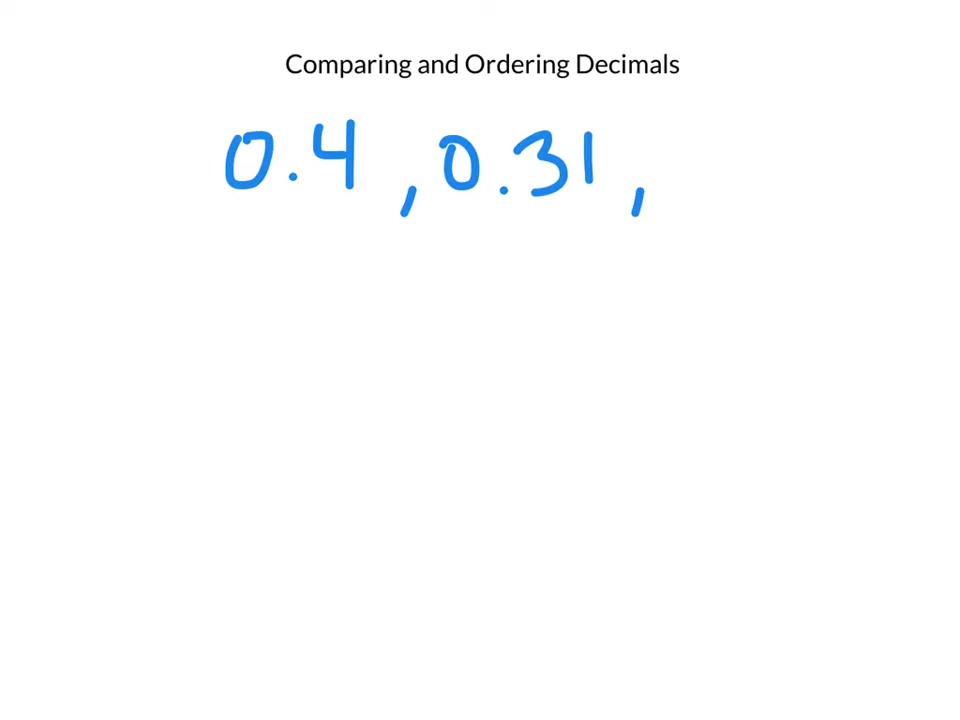 Comparing and Ordering Decimals
0.4 , 0.31 ,